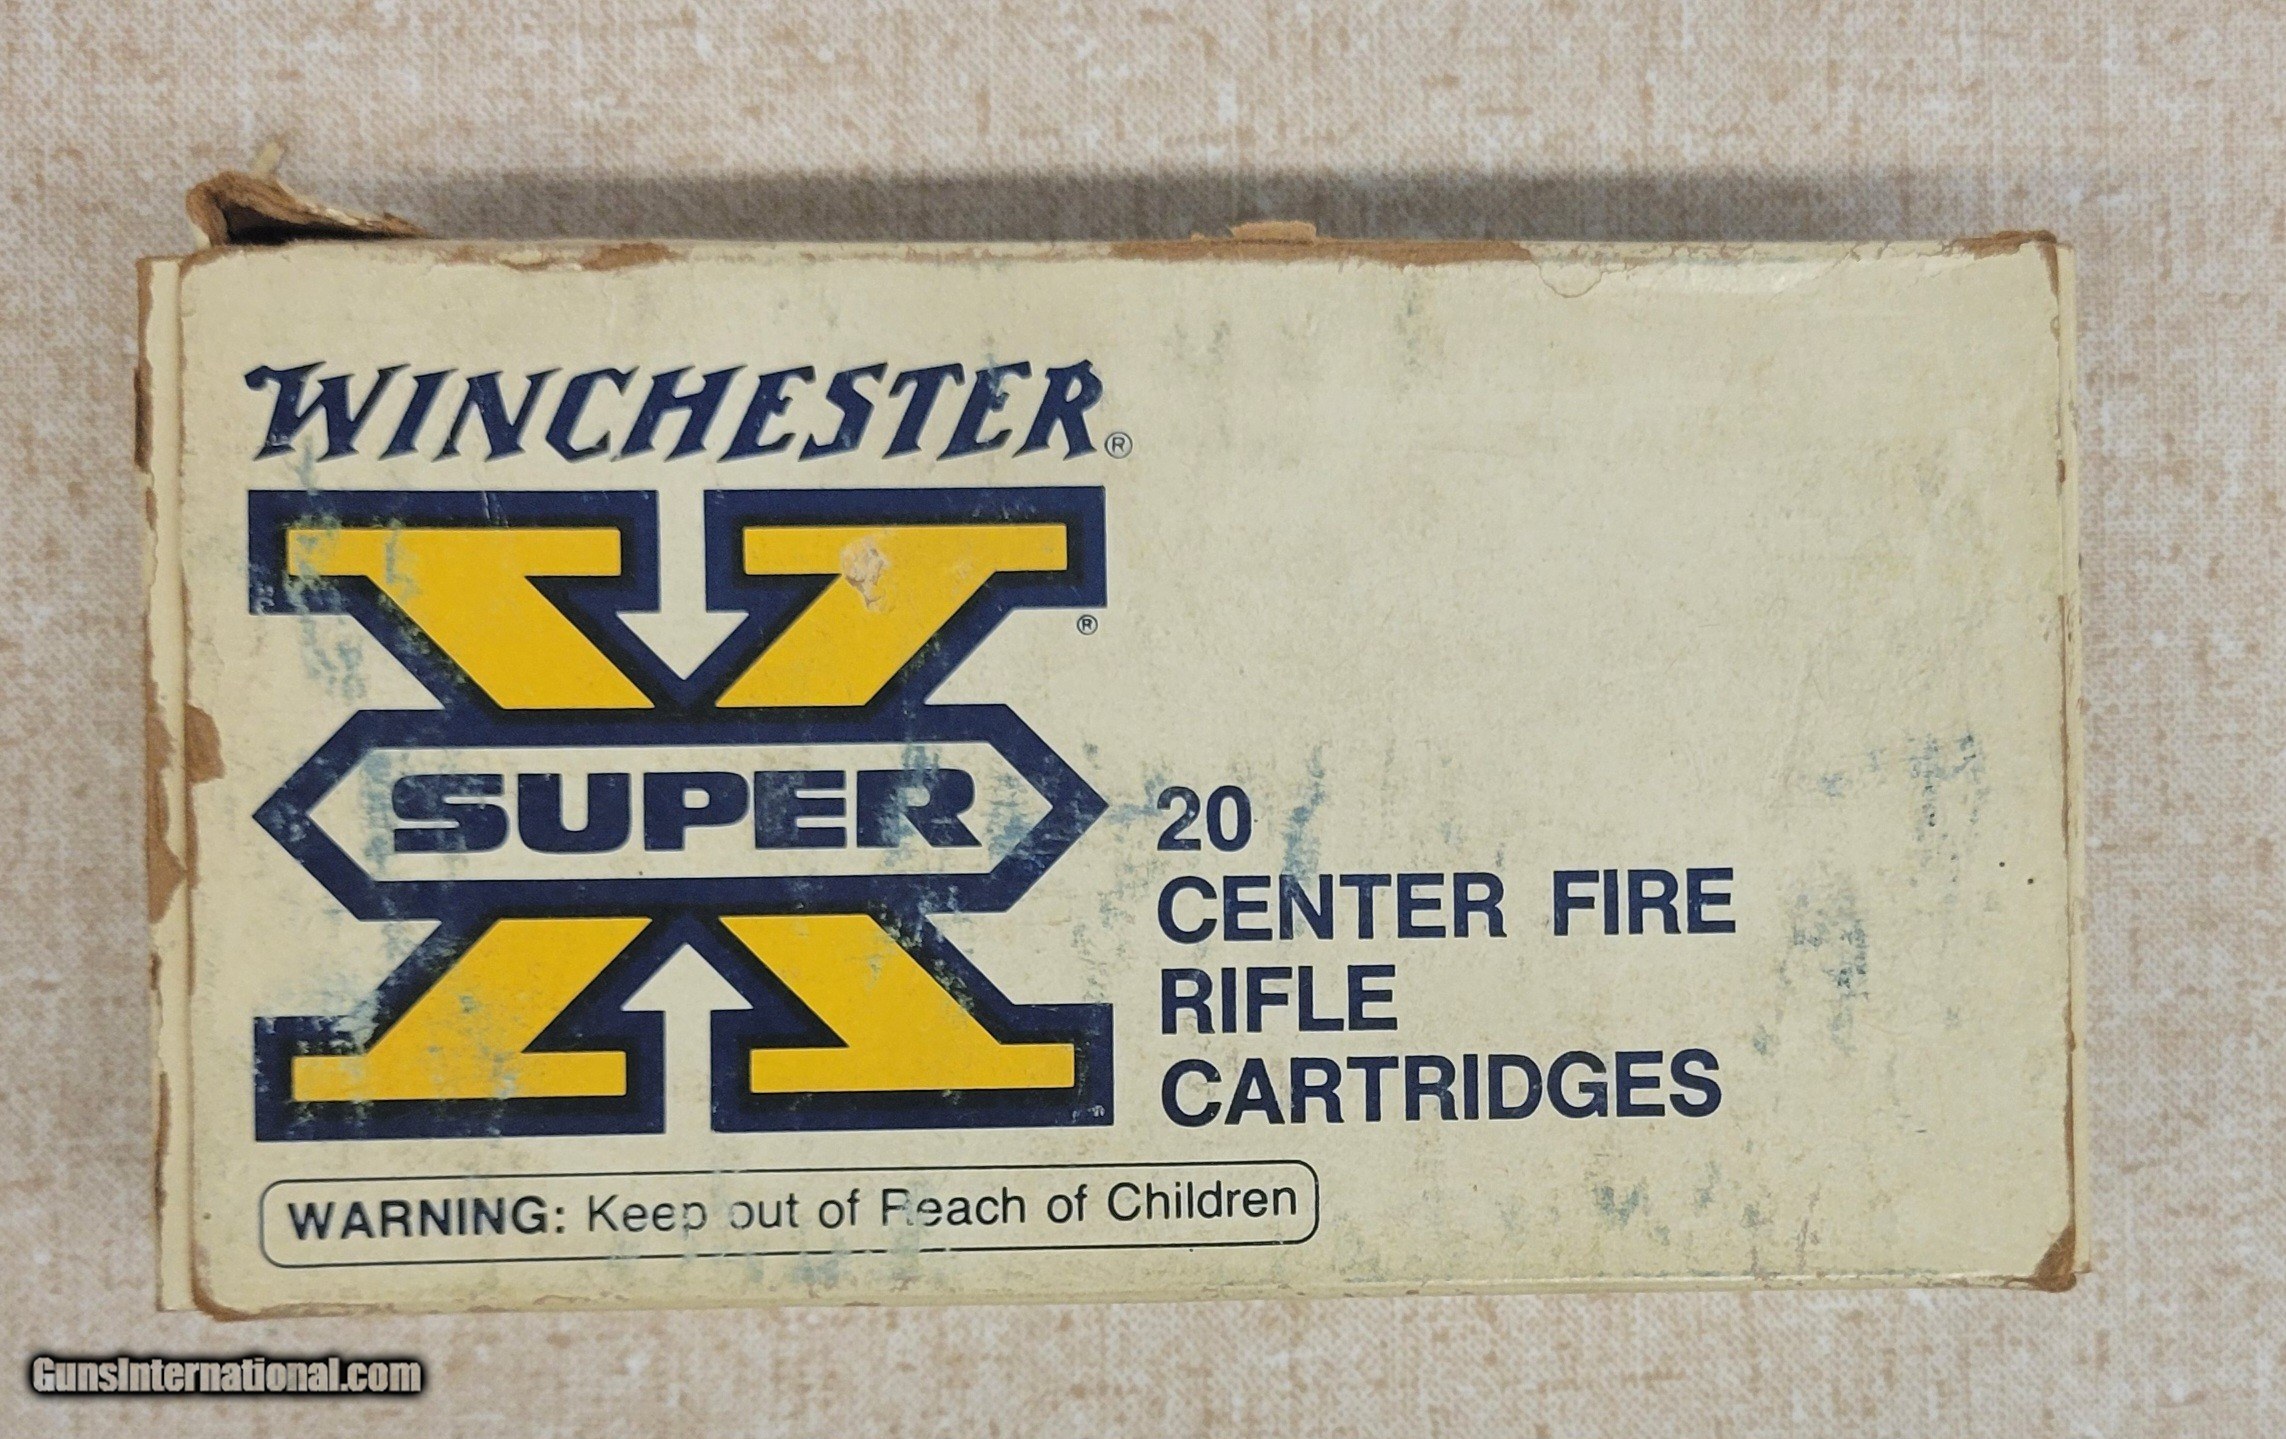 WINCHESTER®
®
SUPER
20
CENTER FIRE
RIFLE
CARTRIDGES
WARNING: Keep out of Reach of Children
GunsInternational.com